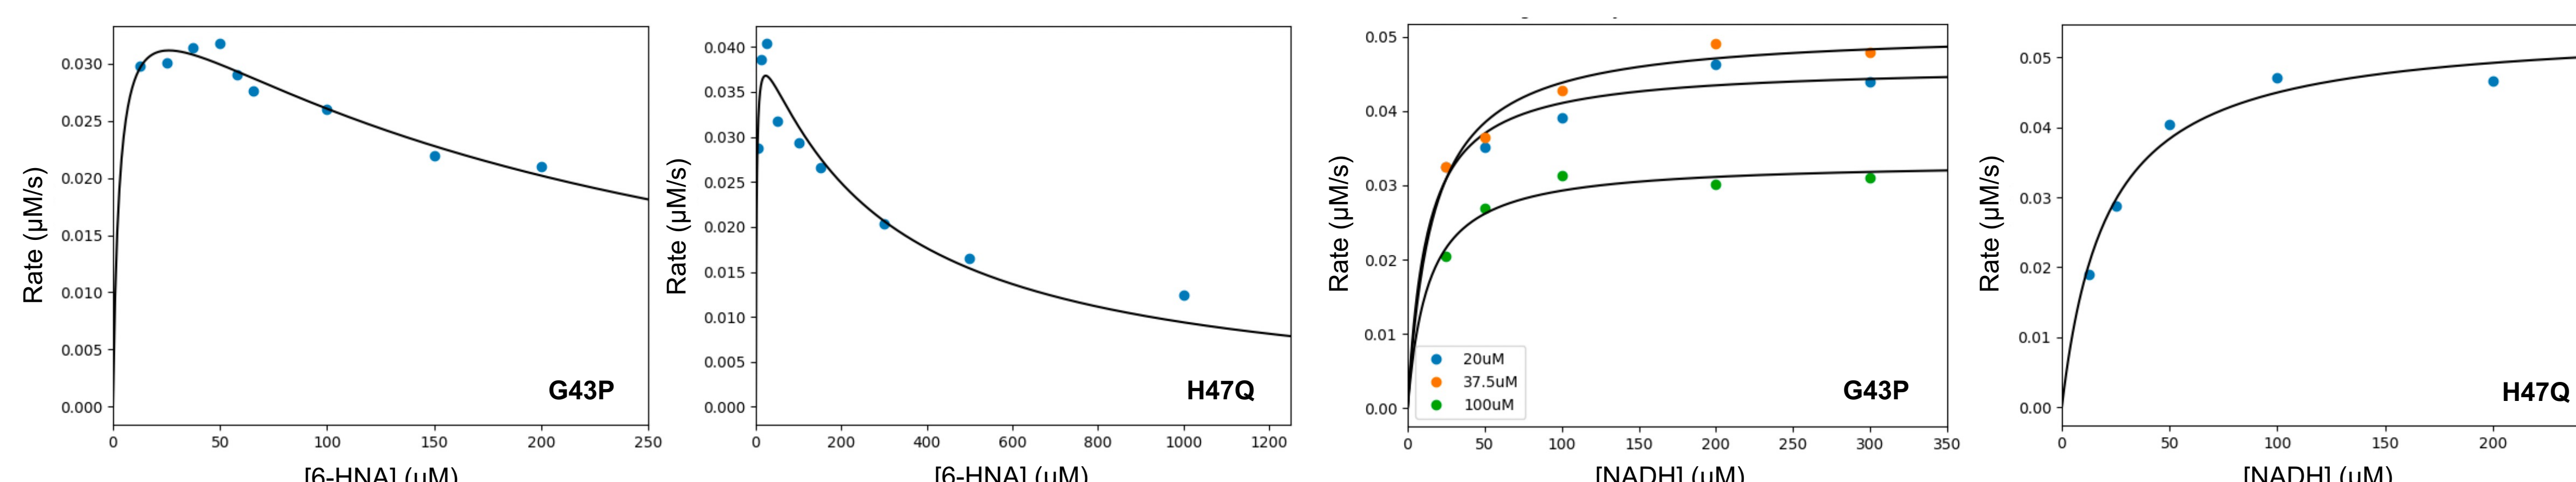 Rate (µM/s)
0.030
0.025
0.020
0.015
0.010
0.005
0.000
0 50 100 150 200 250
G43P
[6-HNA] (µM)
Rate (µM/s)
0.040
0.035
0.030
0.025
0.020
0.015
0.010
0.005
0.000
0 200 400 600 800 1000 1200
H47Q
[6-HNA] (µM)
Rate (µM/s)
0.05
0.04
0.03
0.02
0.01
0.00
0 50 100 150 200 250 300 350
20uM
37.5uM
100uM
G43P
[NADH] (µM)
Rate (µM/s)
0.05
0.04
0.03
0.02
0.01
0.00
0 50 100 150 200
H47Q
[NADH] (µM)